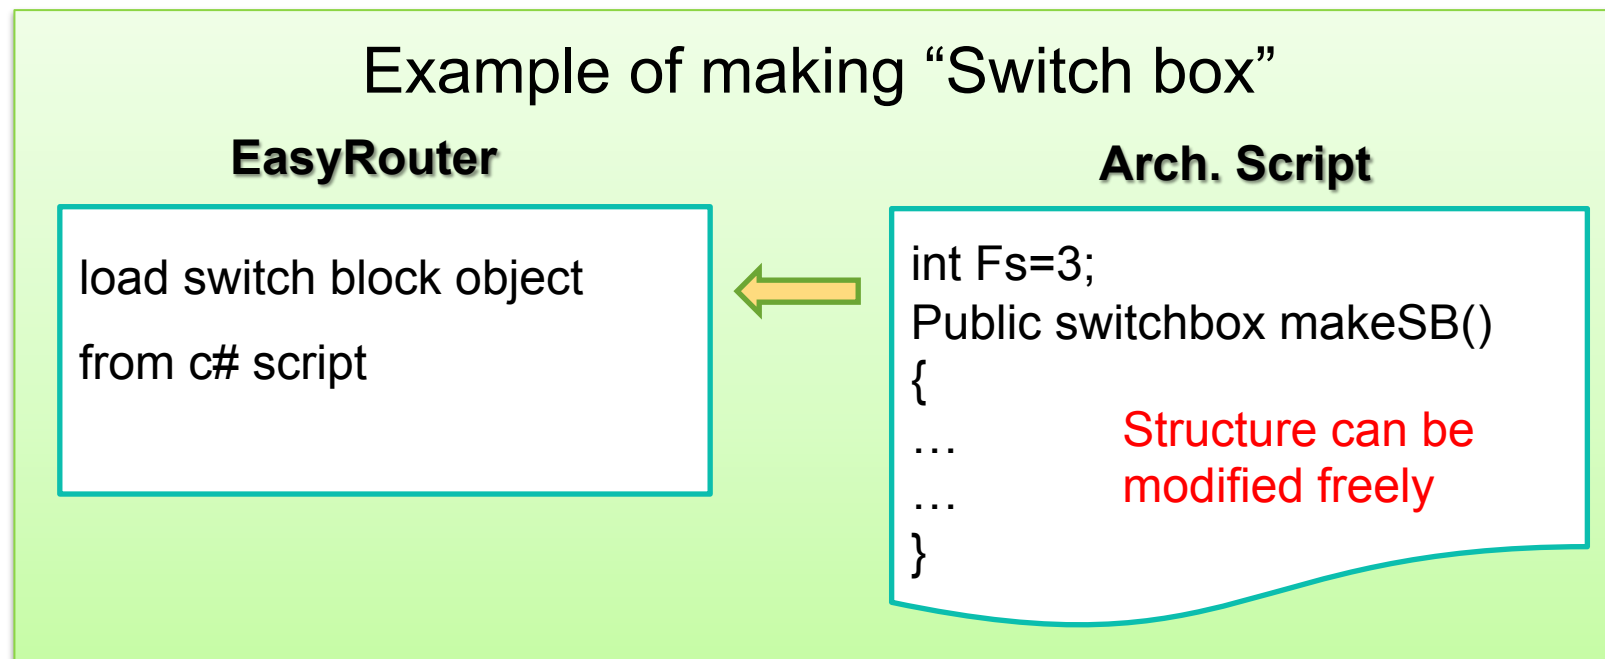 Example of making “Switch box”
EasyRouter
load switch block object
from c# script
Arch. Script
int Fs=3;
Public switchbox makeSB()
{
…
…
}
Structure can be
modified freely